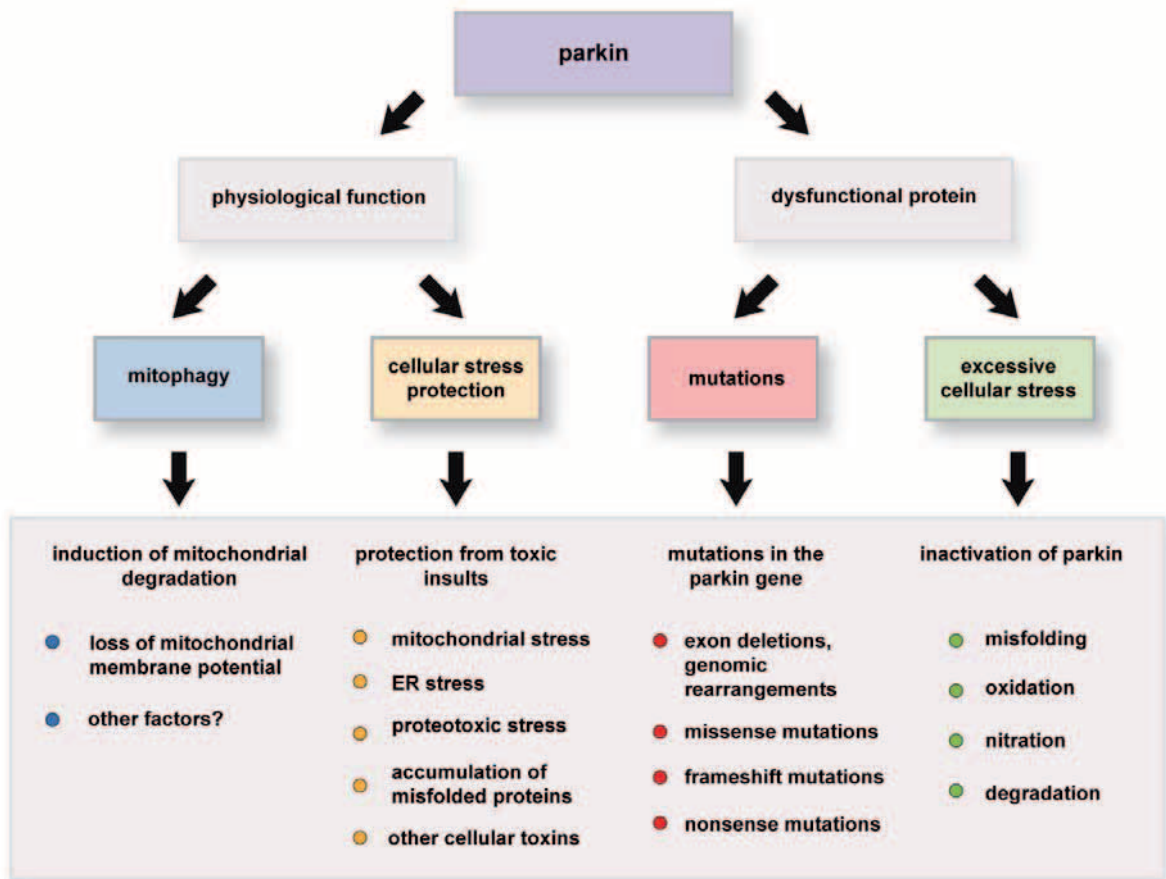 parkin
physiological function
dysfunctional protein
mitophagy
cellular stress
protection
mutations
excessive
cellular stress
induction of mitochondrial
degradation
loss of mitochondrial
membrane potential
other factors?
protection from toxic
insults
mitochondrial stress
ER stress
proteotoxic stress
accumulation of
misfolded proteins
other cellular toxins
mutations in the
parkin gene
exon deletions,
genomic
rearrangements
missense mutations
frameshift mutations
nonsense mutations
inactivation of parkin
misfolding
oxidation
nitration
degradation